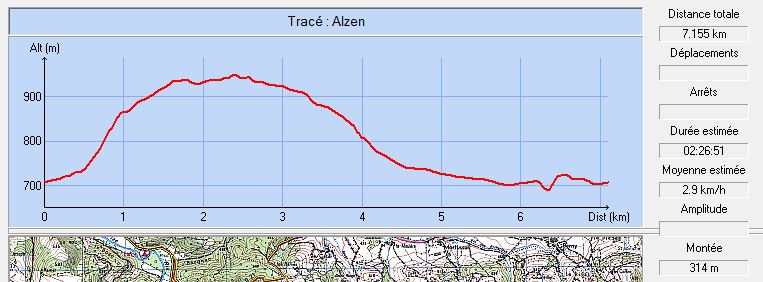 Tracé : Alzen
Alt (m)
900
800
700
0 1 2 3 4 5 6 Dist (km)
Distance totale
7.155 km
Déplacements
Arrêts
Durée estimée
02:26:51
Moyenne estimée
2.9 km/h
Amplitude
Montée
314 m